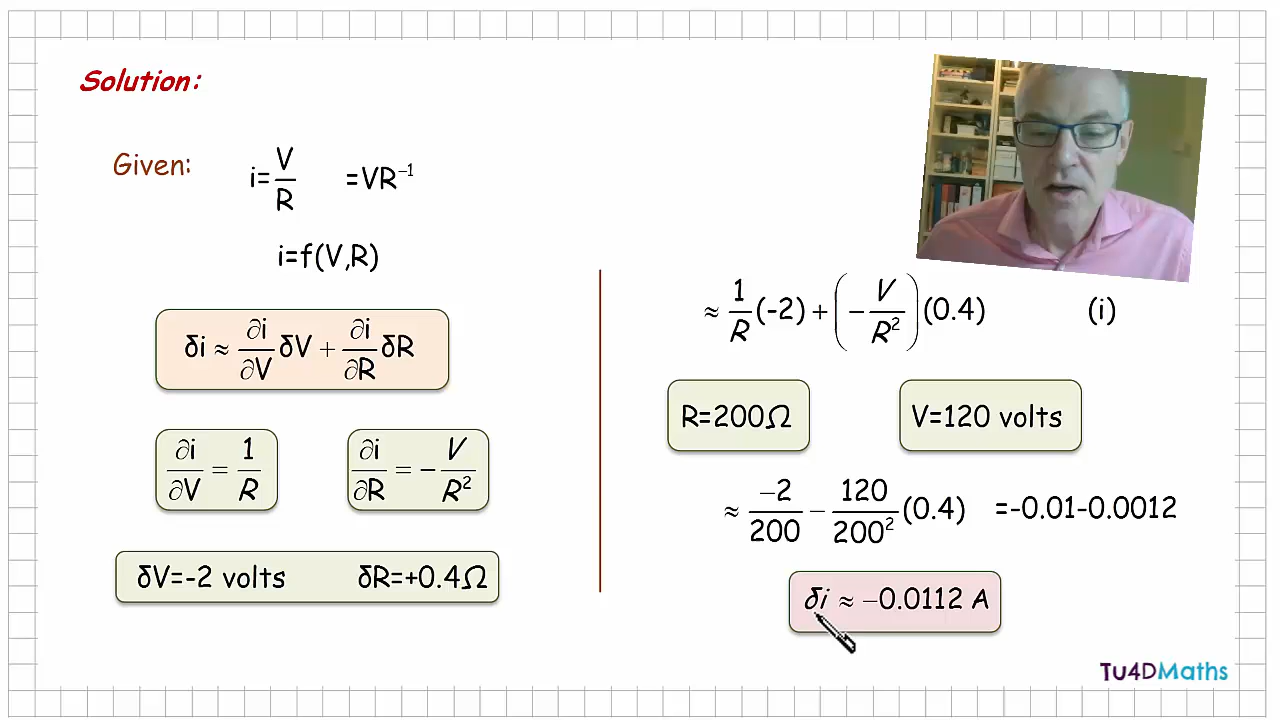 Solution:
Given: i=V/R =VR⁻¹
i=f(V,R)
δi ≈ ∂i/∂V δV + ∂i/∂R δR
∂i/∂V = 1/R ∂i/∂R = −V/R²
δV=-2 volts δR=+0.4Ω
≈ 1/R (-2) + (−V/R²) (0.4) (i)
R=200Ω V=120 volts
≈ −2/200 − 120/200² (0.4) =-0.01-0.0012
δi ≈ −0.0112 A
Tu4DMaths